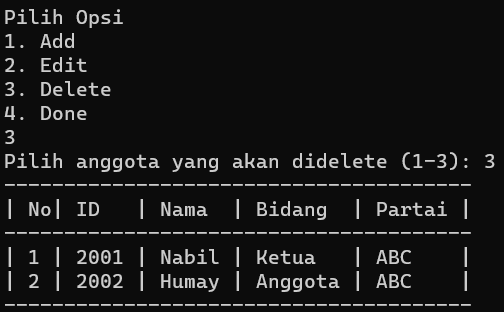 Pilih Opsi
1. Add
2. Edit
3. Delete
4. Done
3
Pilih anggota yang akan didelete (1-3): 3
---------------------------------------
| No| ID   | Nama  | Bidang  | Partai |
---------------------------------------
| 1 | 2001 | Nabil | Ketua   | ABC    |
| 2 | 2002 | Humay | Anggota | ABC    |
---------------------------------------